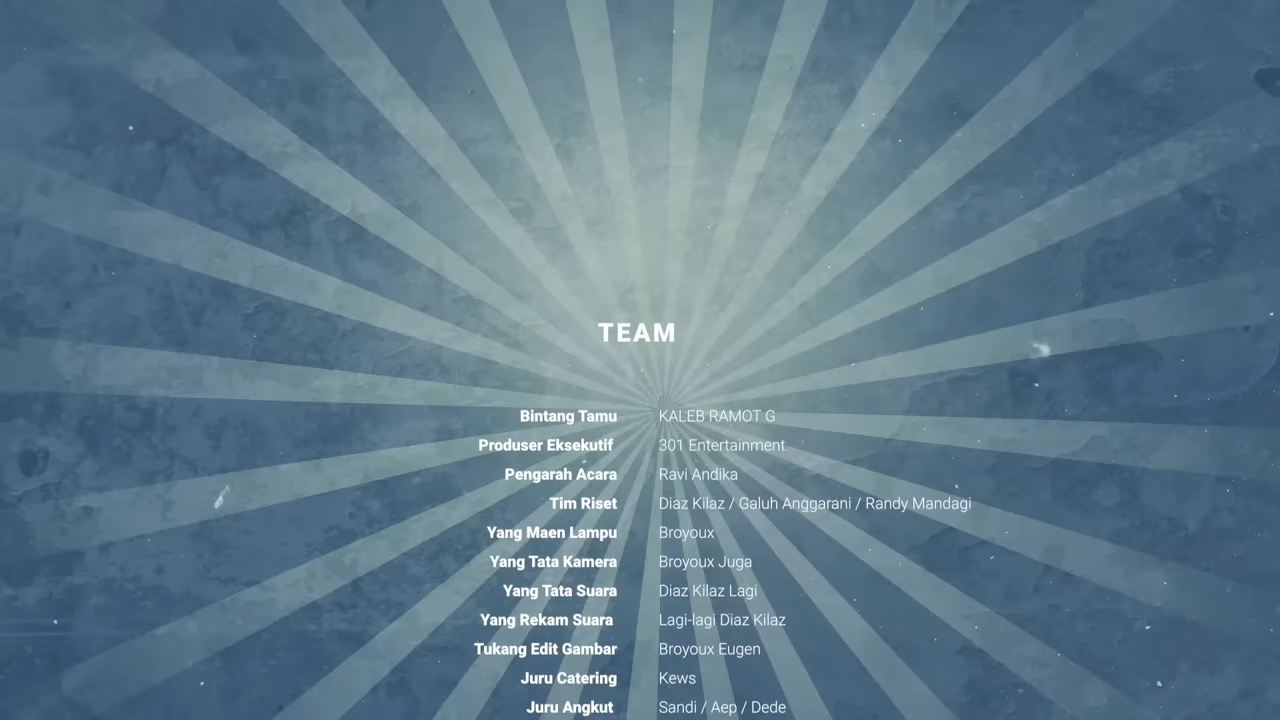 TEAM
Bintang Tamu KALEB RAMOT G
Produser Eksekutif 301 Entertainment
Pengarah Acara Ravi Andika
Tim Riset Diaz Kilaz / Galuh Anggarani / Randy Mandagi
Yang Maen Lampu Broyoux
Yang Tata Kamera Broyoux Juga
Yang Tata Suara Diaz Kilaz Lagi
Yang Rekam Suara Lagi-lagi Diaz Kilaz
Tukang Edit Gambar Broyoux Eugen
Juru Catering Kews
Juru Angkut Sandi / Aep / Dede